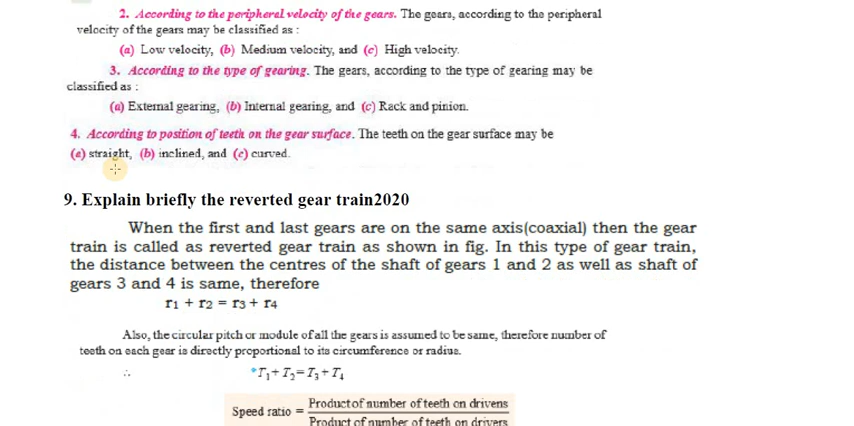 2. According to the peripheral velocity of the gears. The gears, according to the peripheral
velocity of the gears may be classified as :
(a) Low velocity, (b) Medium velocity, and (c) High velocity.
3. According to the type of gearing. The gears, according to the type of gearing may be
classified as :
(a) External gearing, (b) Internal gearing, and (c) Rack and pinion.
4. According to position of teeth on the gear surface. The teeth on the gear surface may be
(a) straight, (b) inclined, and (c) curved.
9. Explain briefly the reverted gear train2020
When the first and last gears are on the same axis(coaxial) then the gear
train is called as reverted gear train as shown in fig. In this type of gear train,
the distance between the centres of the shaft of gears 1 and 2 as well as shaft of
gears 3 and 4 is same, therefore
r1 + r2 = r3 + r4
Also, the circular pitch or module of all the gears is assumed to be same, therefore number of
teeth on each gear is directly proportional to its circumference or radius.
∴ *T1 + T2 = T3 + T4
Speed ratio = Product of number of teeth on drivens
Product of number of teeth on drivers